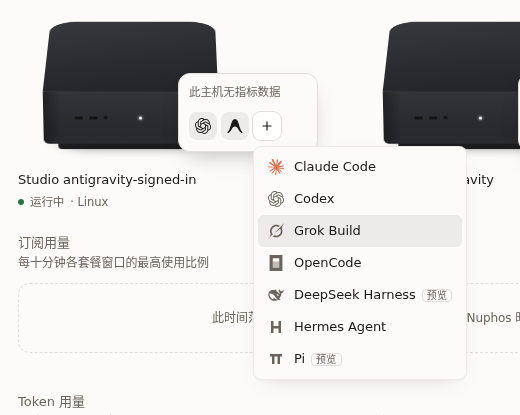 此主机无指标数据
Claude Code
Codex
Grok Build
OpenCode
DeepSeek Harness 预览
Hermes Agent
Pi 预览
Studio antigravity-signed-in
运行中 · Linux
avity
订阅用量
每十分钟各套餐窗口的最高使用比例
此时间
Nuphos
Token 用量